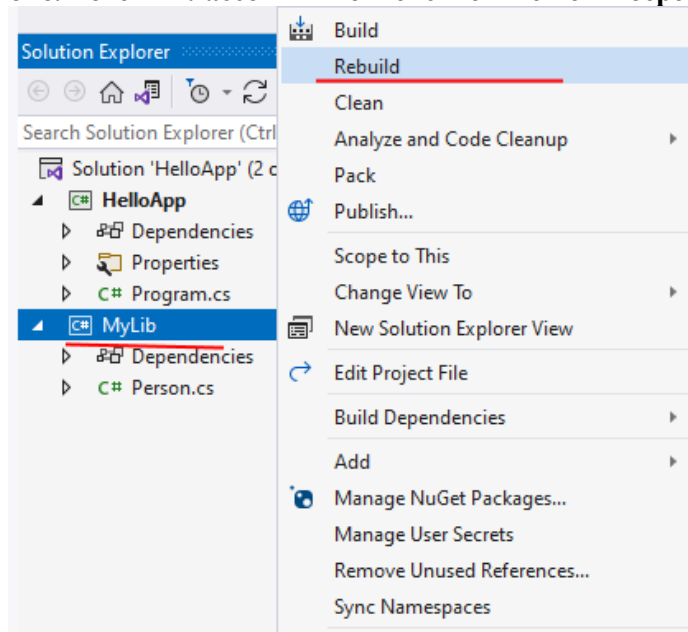 Solution Explorer
Search Solution Explorer (Ctrl
Solution 'HelloApp' (2
C# HelloApp
Dependencies
Properties
C# Program.cs
C# MyLib
Dependencies
C# Person.cs
Build
Rebuild
Clean
Analyze and Code Cleanup
Pack
Publish...
Scope to This
Change View To
New Solution Explorer View
Edit Project File
Build Dependencies
Add
Manage NuGet Packages...
Manage User Secrets
Remove Unused References...
Sync Namespaces